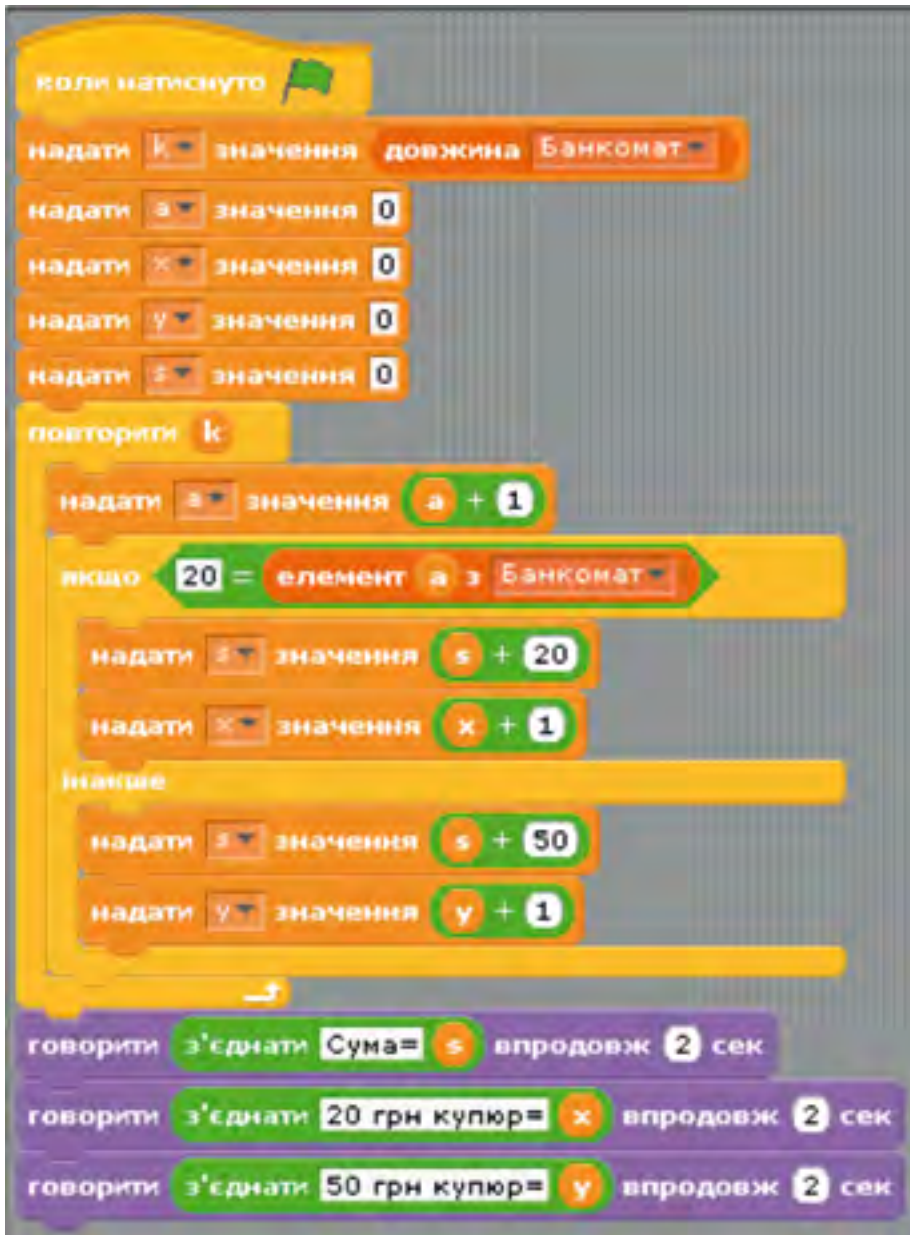 коли натиснуто
надати k значення довжина Банкомат
надати a значення 0
надати x значення 0
надати y значення 0
надати s значення 0
повторити k
надати a значення a + 1
якщо 20 = елемент a з Банкомат
надати s значення s + 20
надати x значення x + 1
інакше
надати s значення s + 50
надати y значення y + 1
говорити з'єднати Сума= s впродовж 2 сек
говорити з'єднати 20 грн купюр= x впродовж 2 сек
говорити з'єднати 50 грн купюр= y впродовж 2 сек